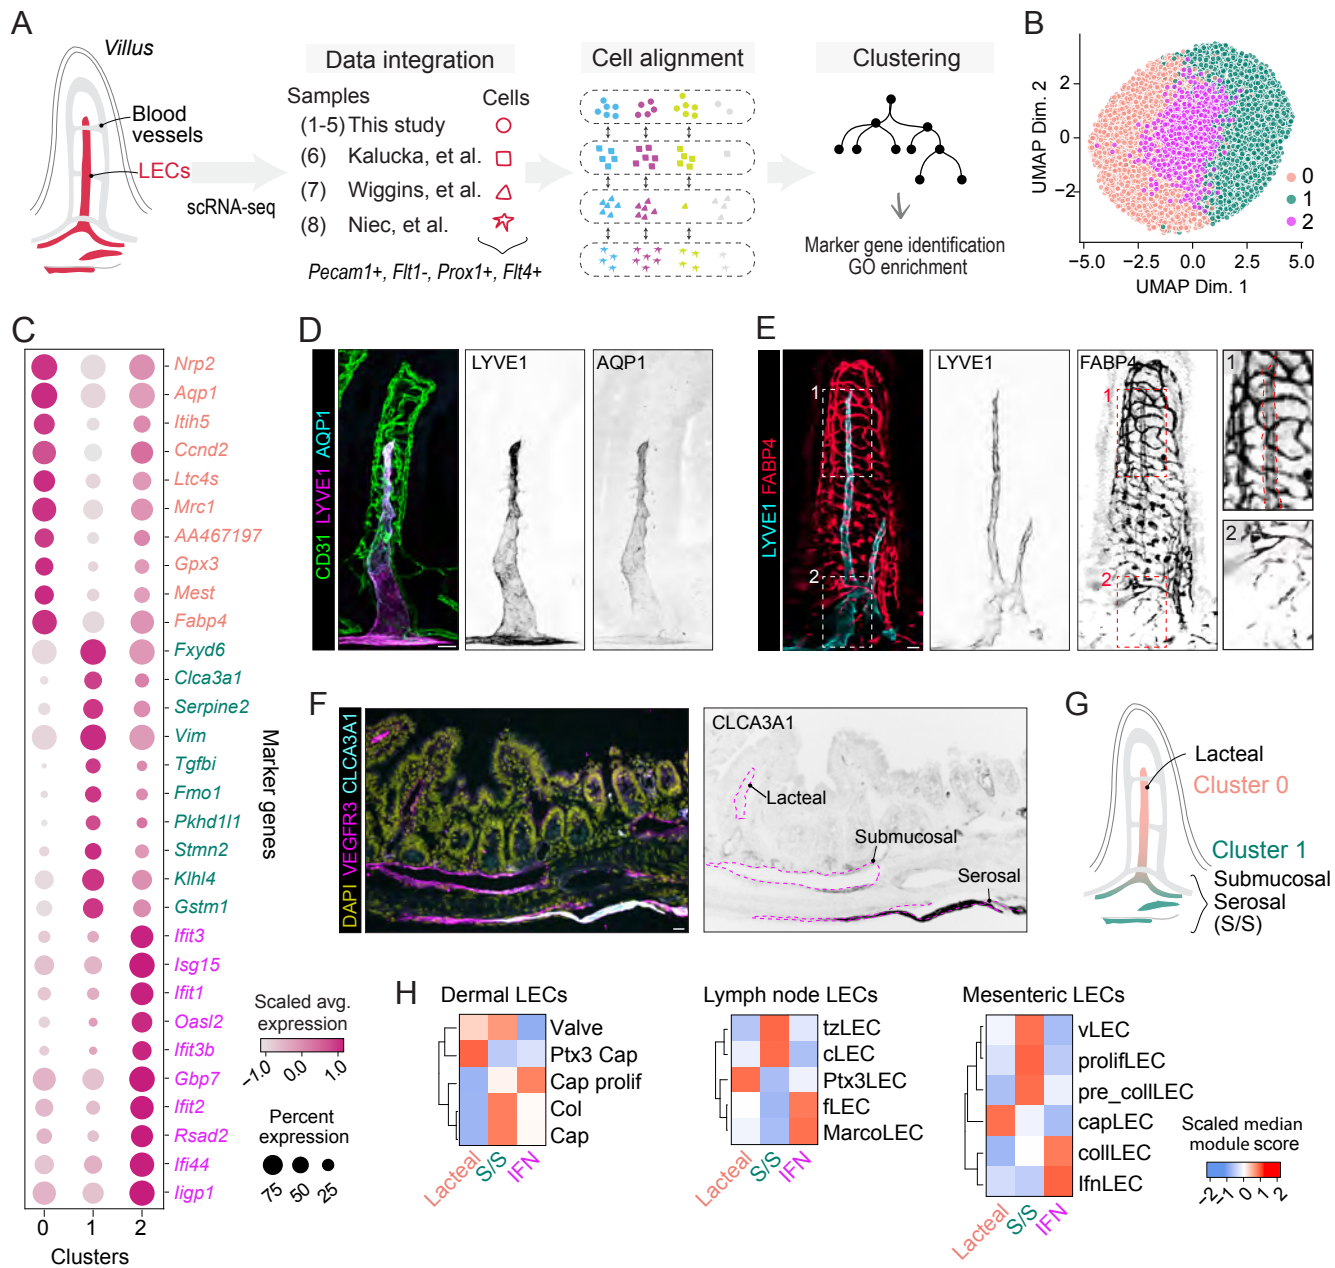 A
Villus
Blood
vessels
LECs
scRNA-seq
Data integration
Samples
Cells
(1-5) This study
(6) Kalucka, et al.
(7) Wiggins, et al.
(8) Niec, et al.
Pecam1+, Flt1-, Prox1+, Flt4+
Cell alignment
Clustering
Marker gene identification
GO enrichment
B
UMAP Dim. 2
2
0
−2
−5.0 −2.5 0.0 2.5 5.0
UMAP Dim. 1
0
1
2
C
Nrp2
Aqp1
Itih5
Ccnd2
Ltc4s
Mrc1
AA467197
Gpx3
Mest
Fabp4
Fxyd6
Clca3a1
Serpine2
Vim
Tgfbi
Fmo1
Pkhd1l1
Stmn2
Klhl4
Gstm1
Ifit3
Isg15
Ifit1
Oasl2
Ifit3b
Gbp7
Ifit2
Rsad2
Ifi44
Iigp1
Marker genes
0 1 2
Clusters
Scaled avg.
expression
−1.0 0.0 1.0
Percent
expression
75 50 25
D
CD31 LYVE1 AQP1
LYVE1
AQP1
E
LYVE1 FABP4
1
2
LYVE1
FABP4
1
2
1
2
F
DAPI VEGFR3 CLCA3A1
CLCA3A1
Lacteal
Submucosal
Serosal
G
Lacteal
Cluster 0
Cluster 1
Submucosal
Serosal
(S/S)
H
Dermal LECs
Valve
Ptx3 Cap
Cap prolif
Col
Cap
Lacteal S/S IFN
Lymph node LECs
tzLEC
cLEC
Ptx3LEC
fLEC
MarcoLEC
Lacteal S/S IFN
Mesenteric LECs
vLEC
prolifLEC
pre_collLEC
capLEC
collLEC
IfnLEC
Lacteal S/S IFN
Scaled median
module score
−2 −1 0 1 2